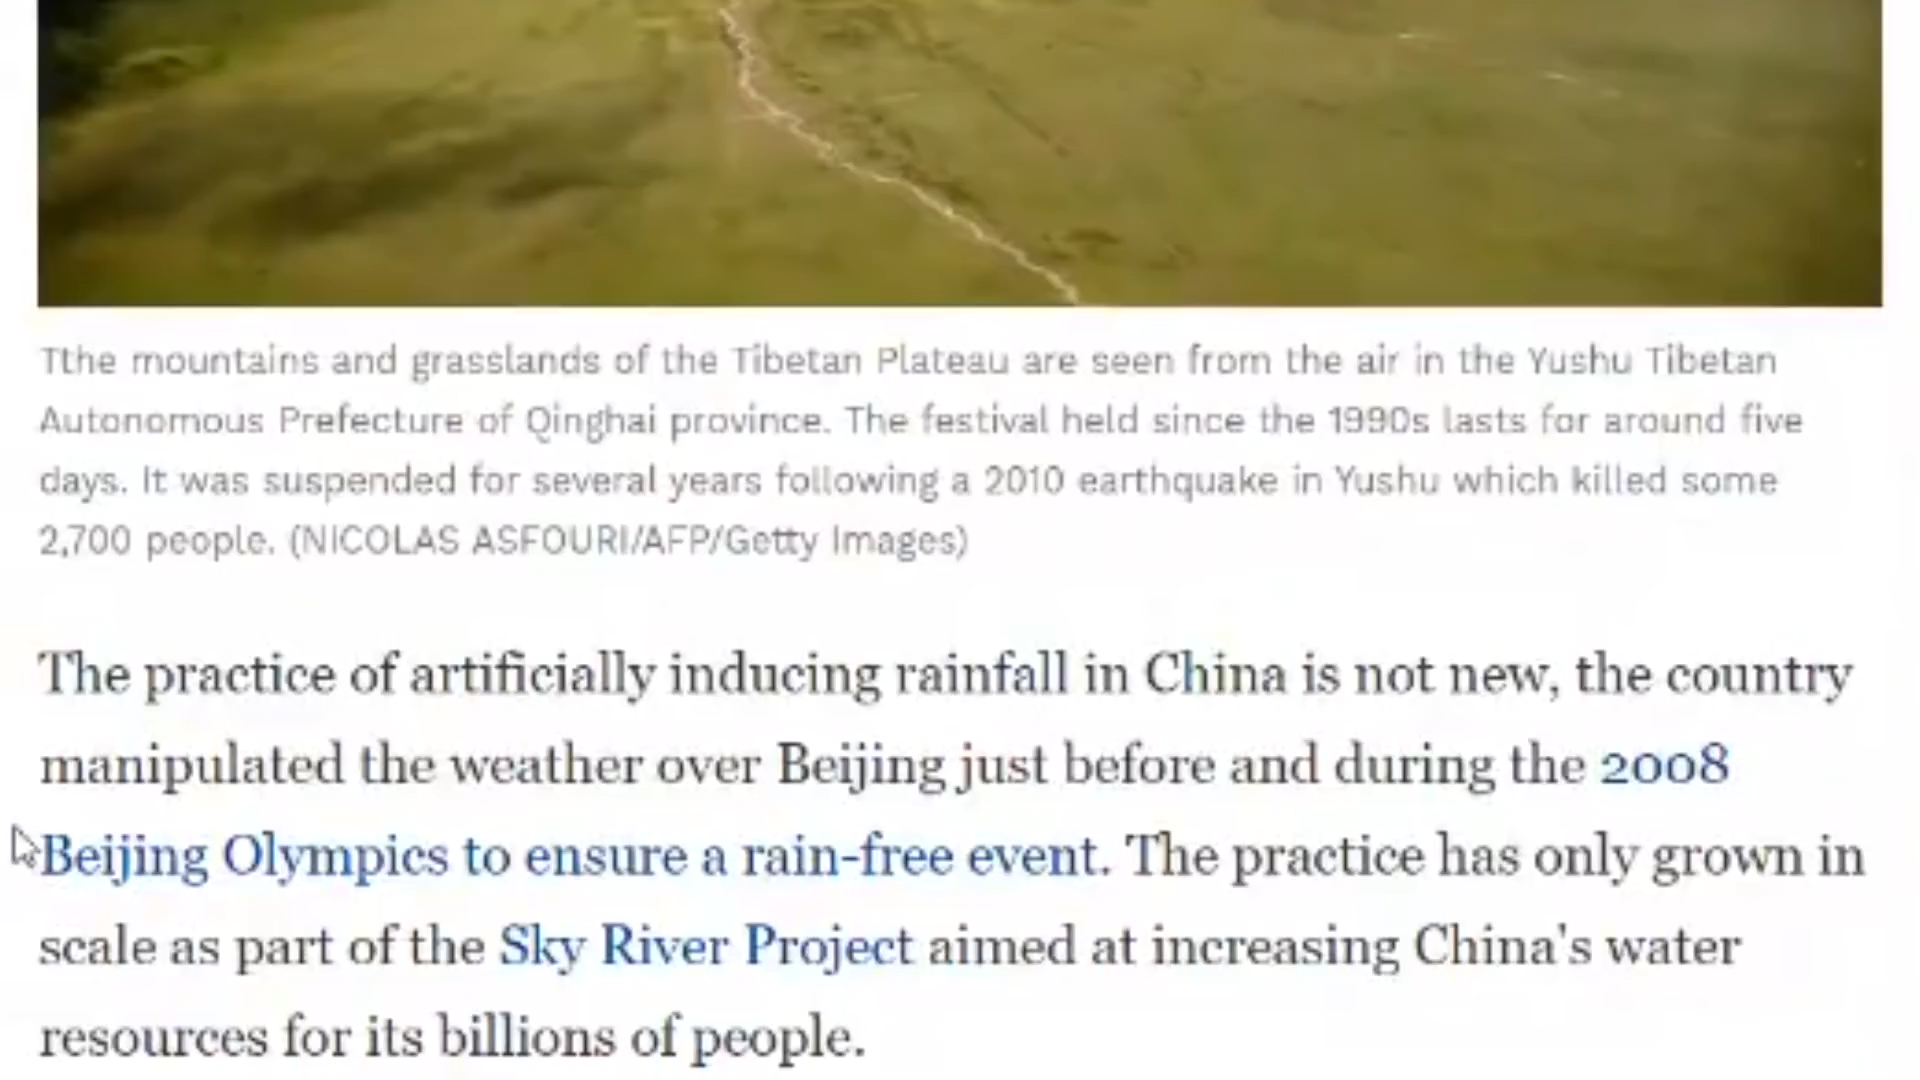 Tthe mountains and grasslands of the Tibetan Plateau are seen from the air in the Yushu Tibetan
Autonomous Prefecture of Qinghai province. The festival held since the 1990s lasts for around five
days. It was suspended for several years following a 2010 earthquake in Yushu which killed some
2,700 people. (NICOLAS ASFOURI/AFP/Getty Images)
The practice of artificially inducing rainfall in China is not new, the country
manipulated the weather over Beijing just before and during the 2008
Beijing Olympics to ensure a rain-free event. The practice has only grown in
scale as part of the Sky River Project aimed at increasing China's water
resources for its billions of people.